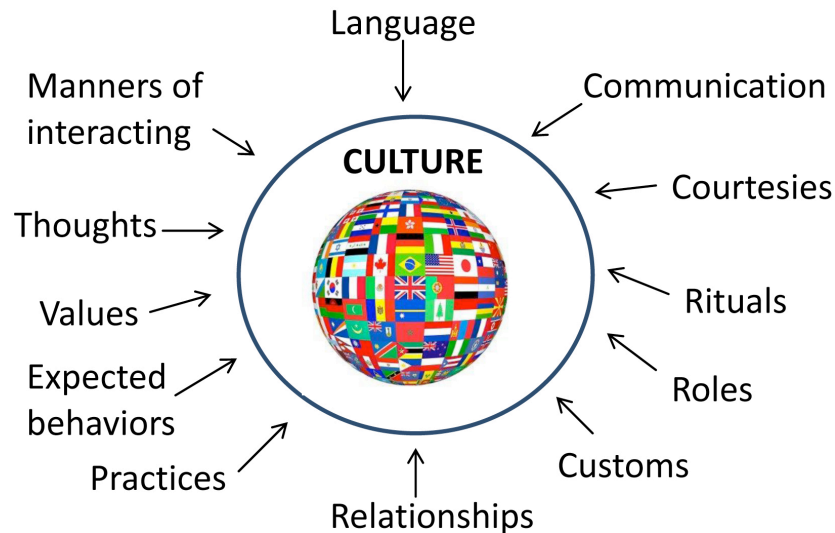 Language
Manners of
interacting
Communication
CULTURE
Courtesies
Thoughts
Values
Rituals
Expected
behaviors
Roles
Practices
Customs
Relationships